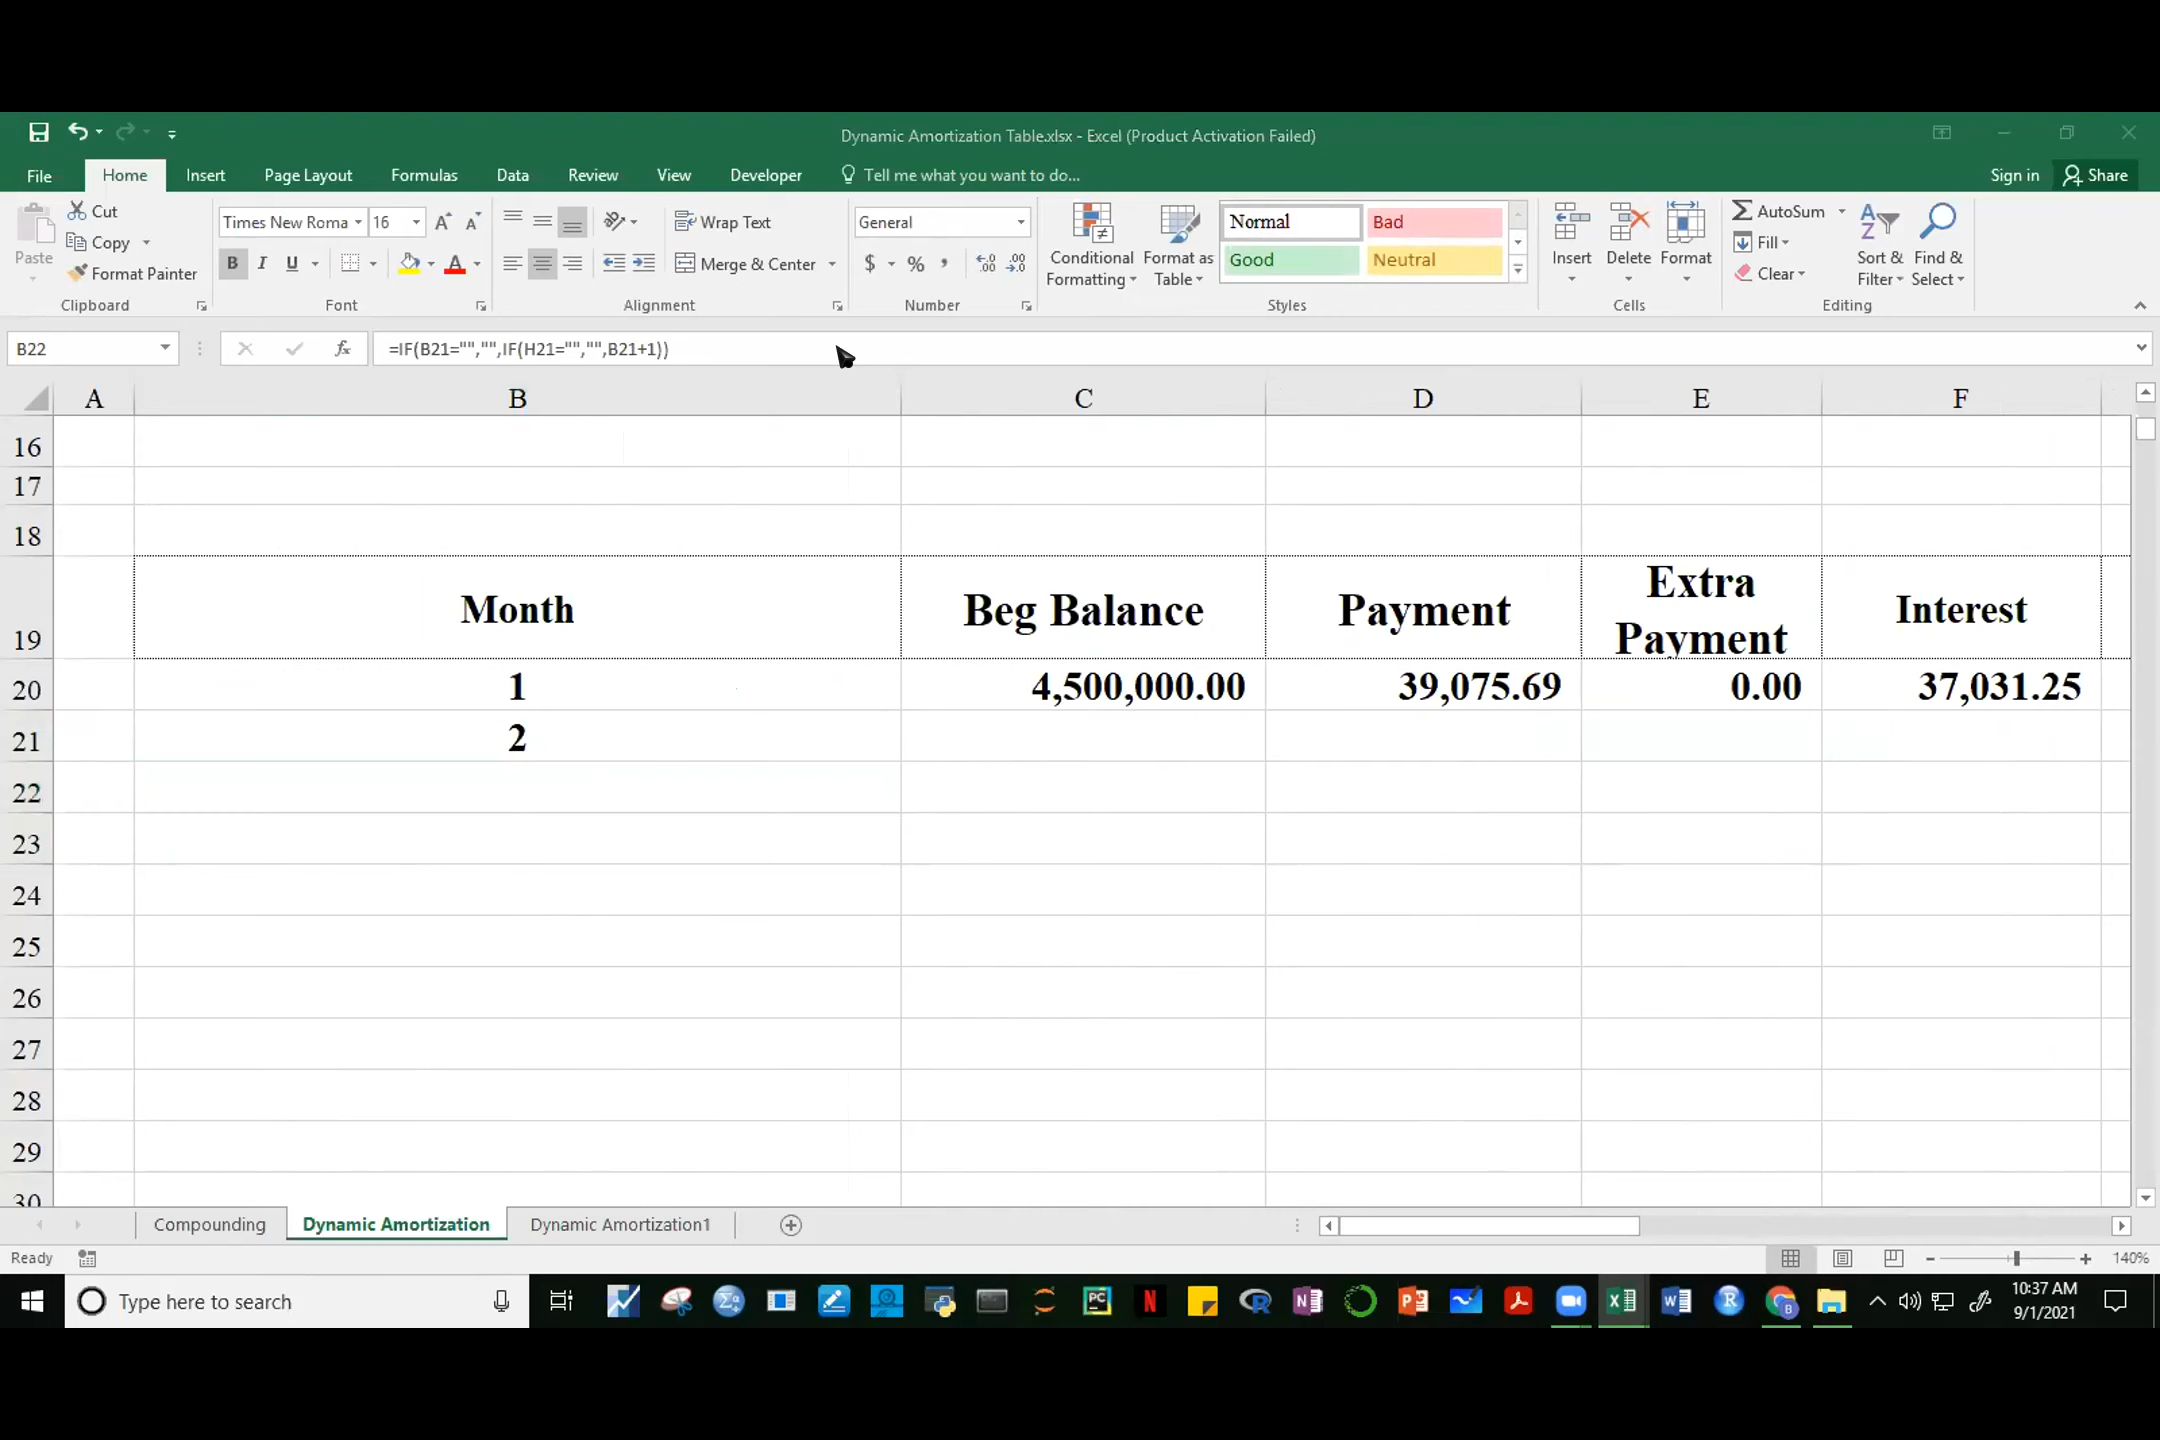 Dynamic Amortization Table.xlsx - Excel (Product Activation Failed)
File Home Insert Page Layout Formulas Data Review View Developer Tell me what you want to do... Sign in Share
Paste Cut Copy Format Painter
Times New Roma 16
B I U A
Wrap Text
Merge & Center
General
$ % ,
Conditional Formatting Format as Table
Normal Bad Good Neutral
Insert Delete Format
AutoSum Fill Clear
Sort & Filter Find & Select
Clipboard Font Alignment Number Styles Cells Editing
B22 fx =IF(B21="","",IF(H21="","",B21+1))
A B C D E F
16
17
18
19 Month Beg Balance Payment Extra Payment Interest
20 1 4,500,000.00 39,075.69 0.00 37,031.25
21 2
22
23
24
25
26
27
28
29
30
Compounding Dynamic Amortization Dynamic Amortization1
Ready 140%
Type here to search 10:37 AM
9/1/2021